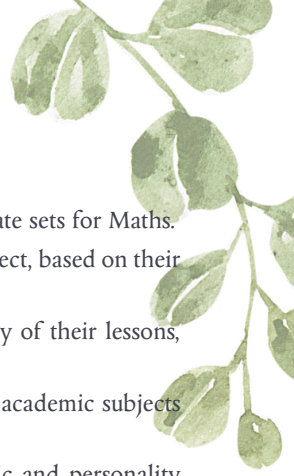 ate sets for Maths.
ect, based on their
y of their lessons,
academic subjects
c and personality